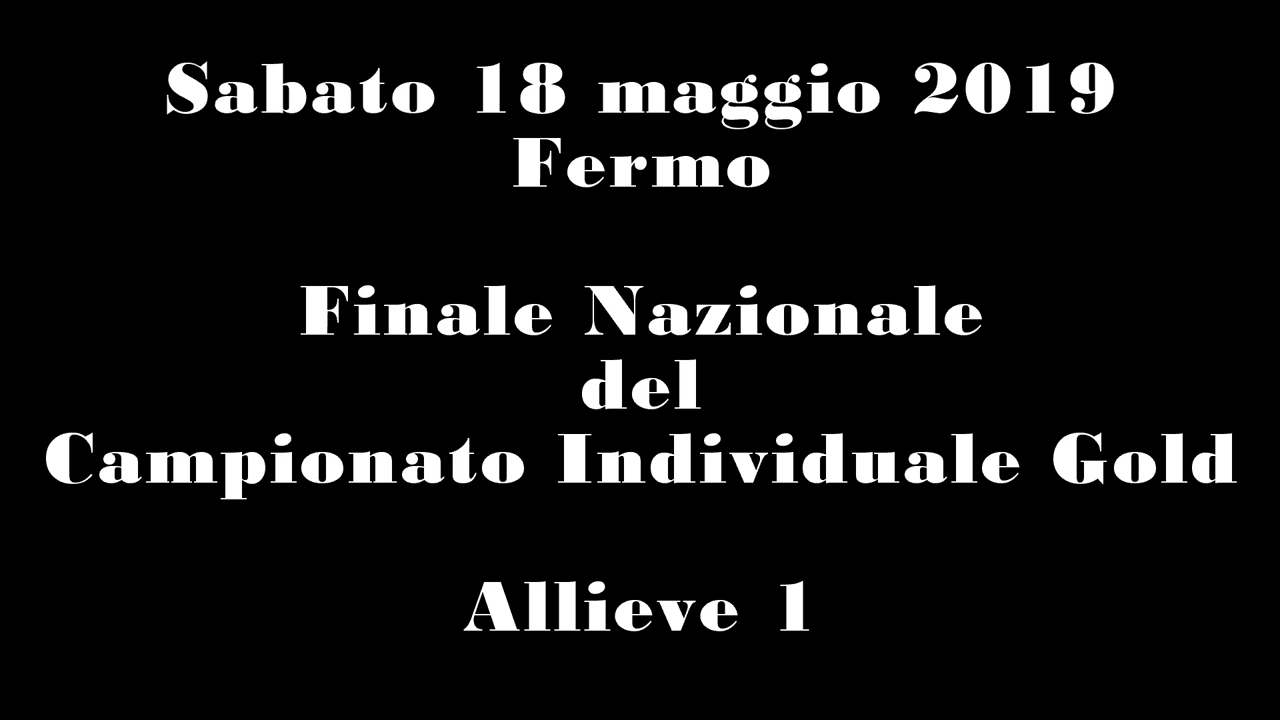 Sabato 18 maggio 2019
Fermo
Finale Nazionale
del
Campionato Individuale Gold
Allieve 1